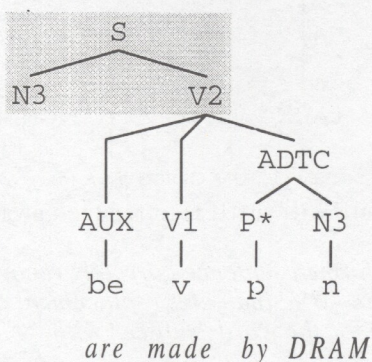 S
N3 V2
ADTC
AUX V1 P* N3
be v p n
are made by DRAM